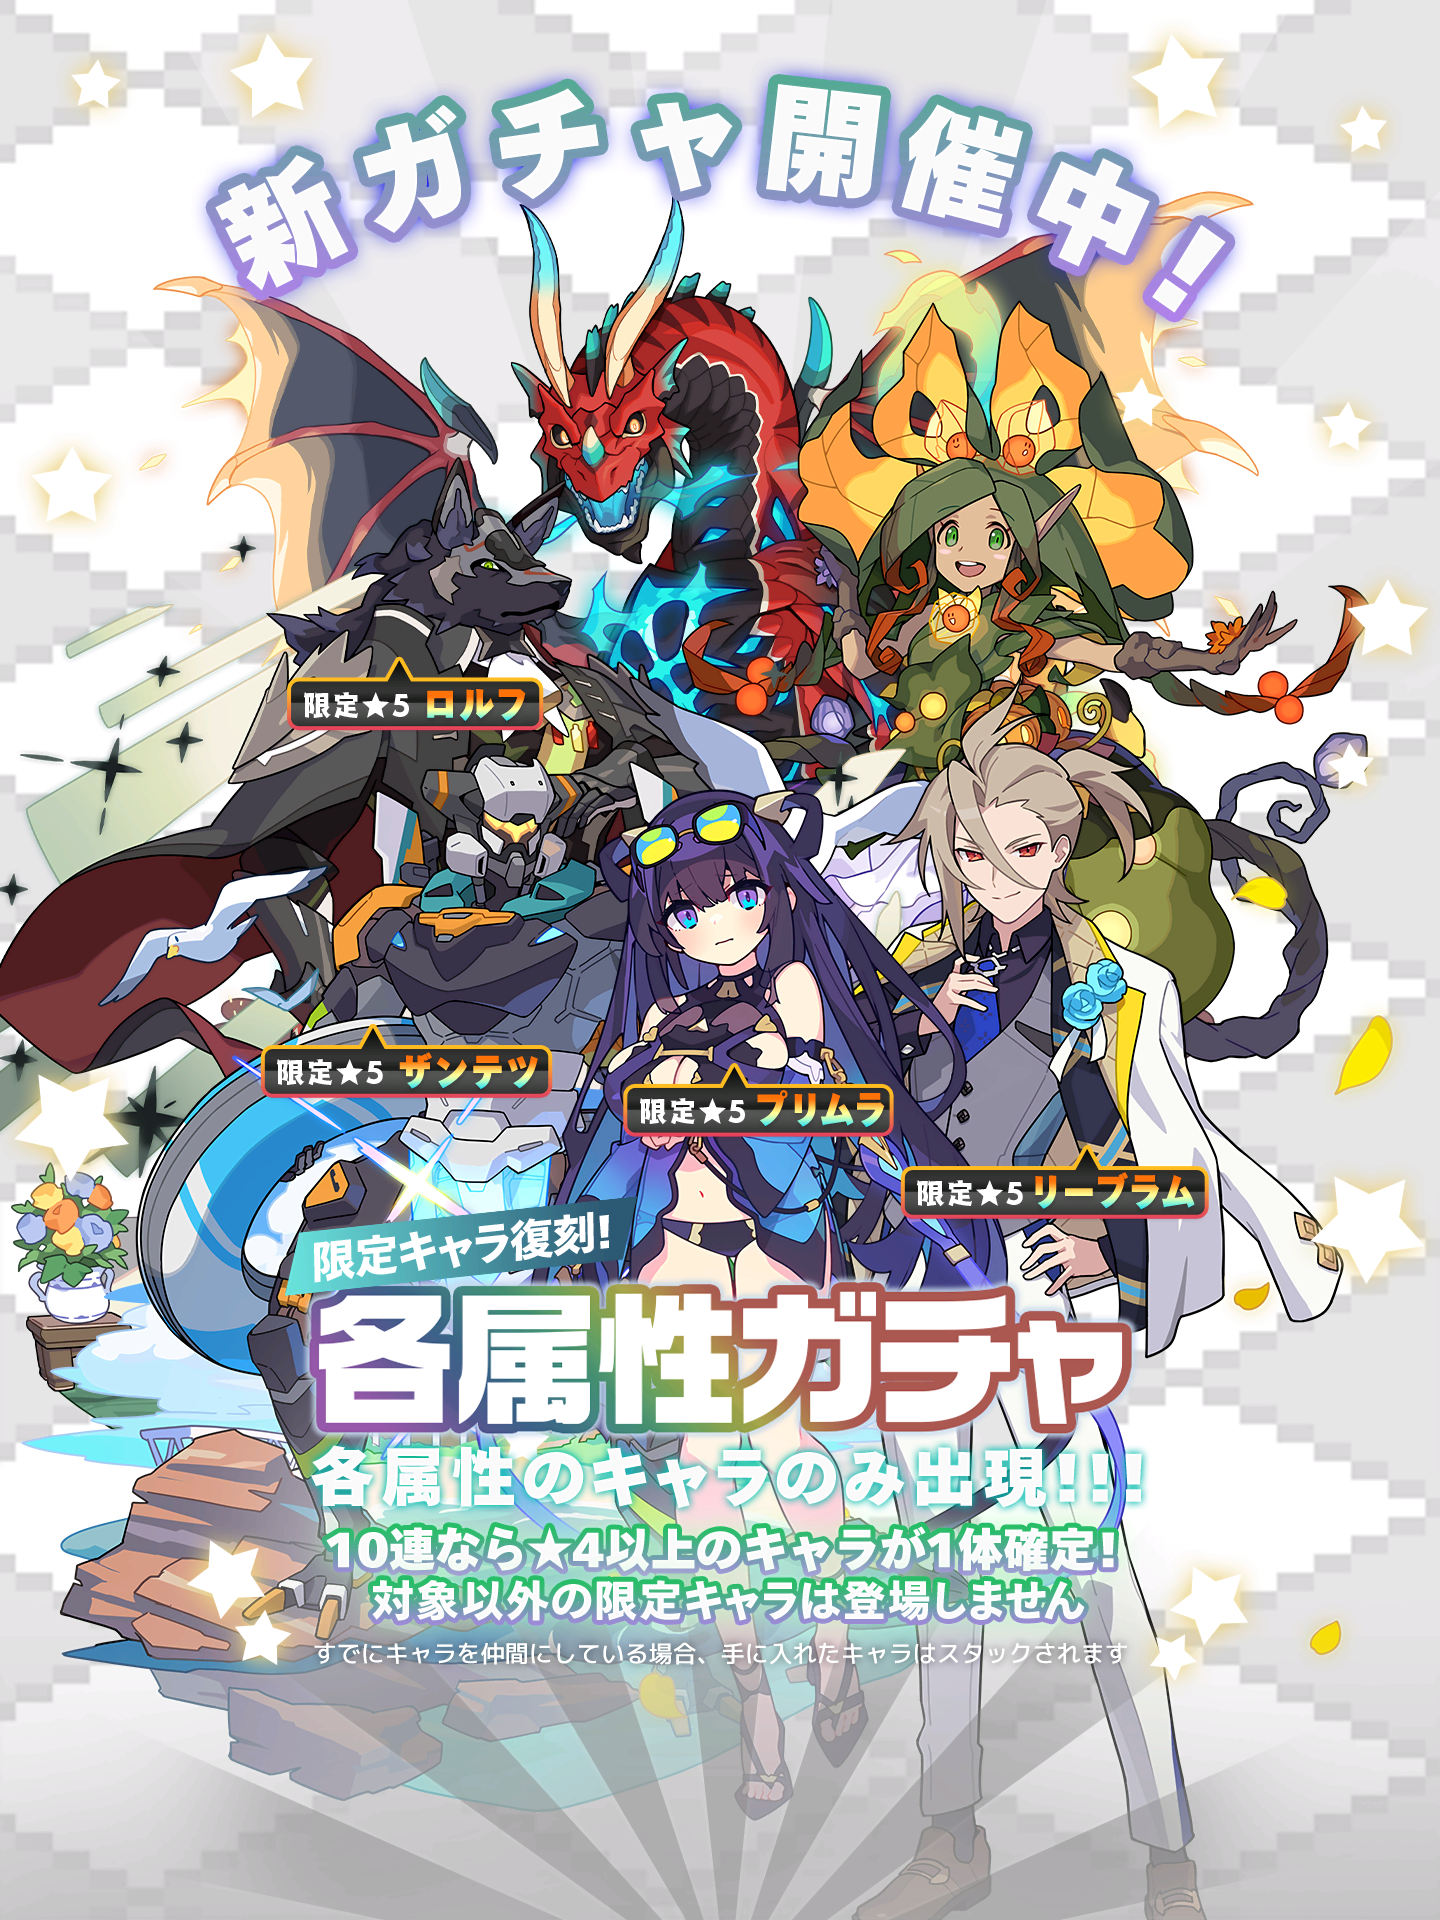 新ガチャ開催中！
限定★5 ロルフ
限定★5 ザンテツ
限定★5 プリムラ
限定★5 リーブラム
限定キャラ復刻！
各属性ガチャ
各属性のキャラのみ出現！！！
10連なら★4以上のキャラが1体確定！
対象以外の限定キャラは登場しません
すでにキャラを仲間にしている場合、手に入れたキャラはスタックされます